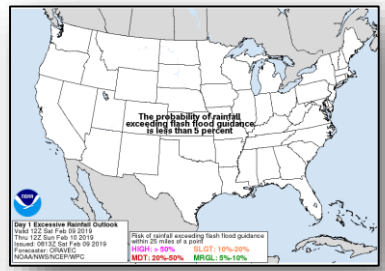 The probability of rainfall
exceeding flash flood guidance
is less than 5 percent
noaa
Day 1 Excessive Rainfall Outlook
Valid 12Z Sat Feb 09 2019
Thru 12Z Sun Feb 10 2019
Issued: 0813Z Sat Feb 09 2019
Forecaster: ORAVEC
NOAA/NWS/NCEP/WPC
Risk of rainfall exceeding flash flood guidance
within 25 miles of a point
HIGH: > 50% SLGT: 10%-20%
MDT: 20%-50% MRGL: 5%-10%